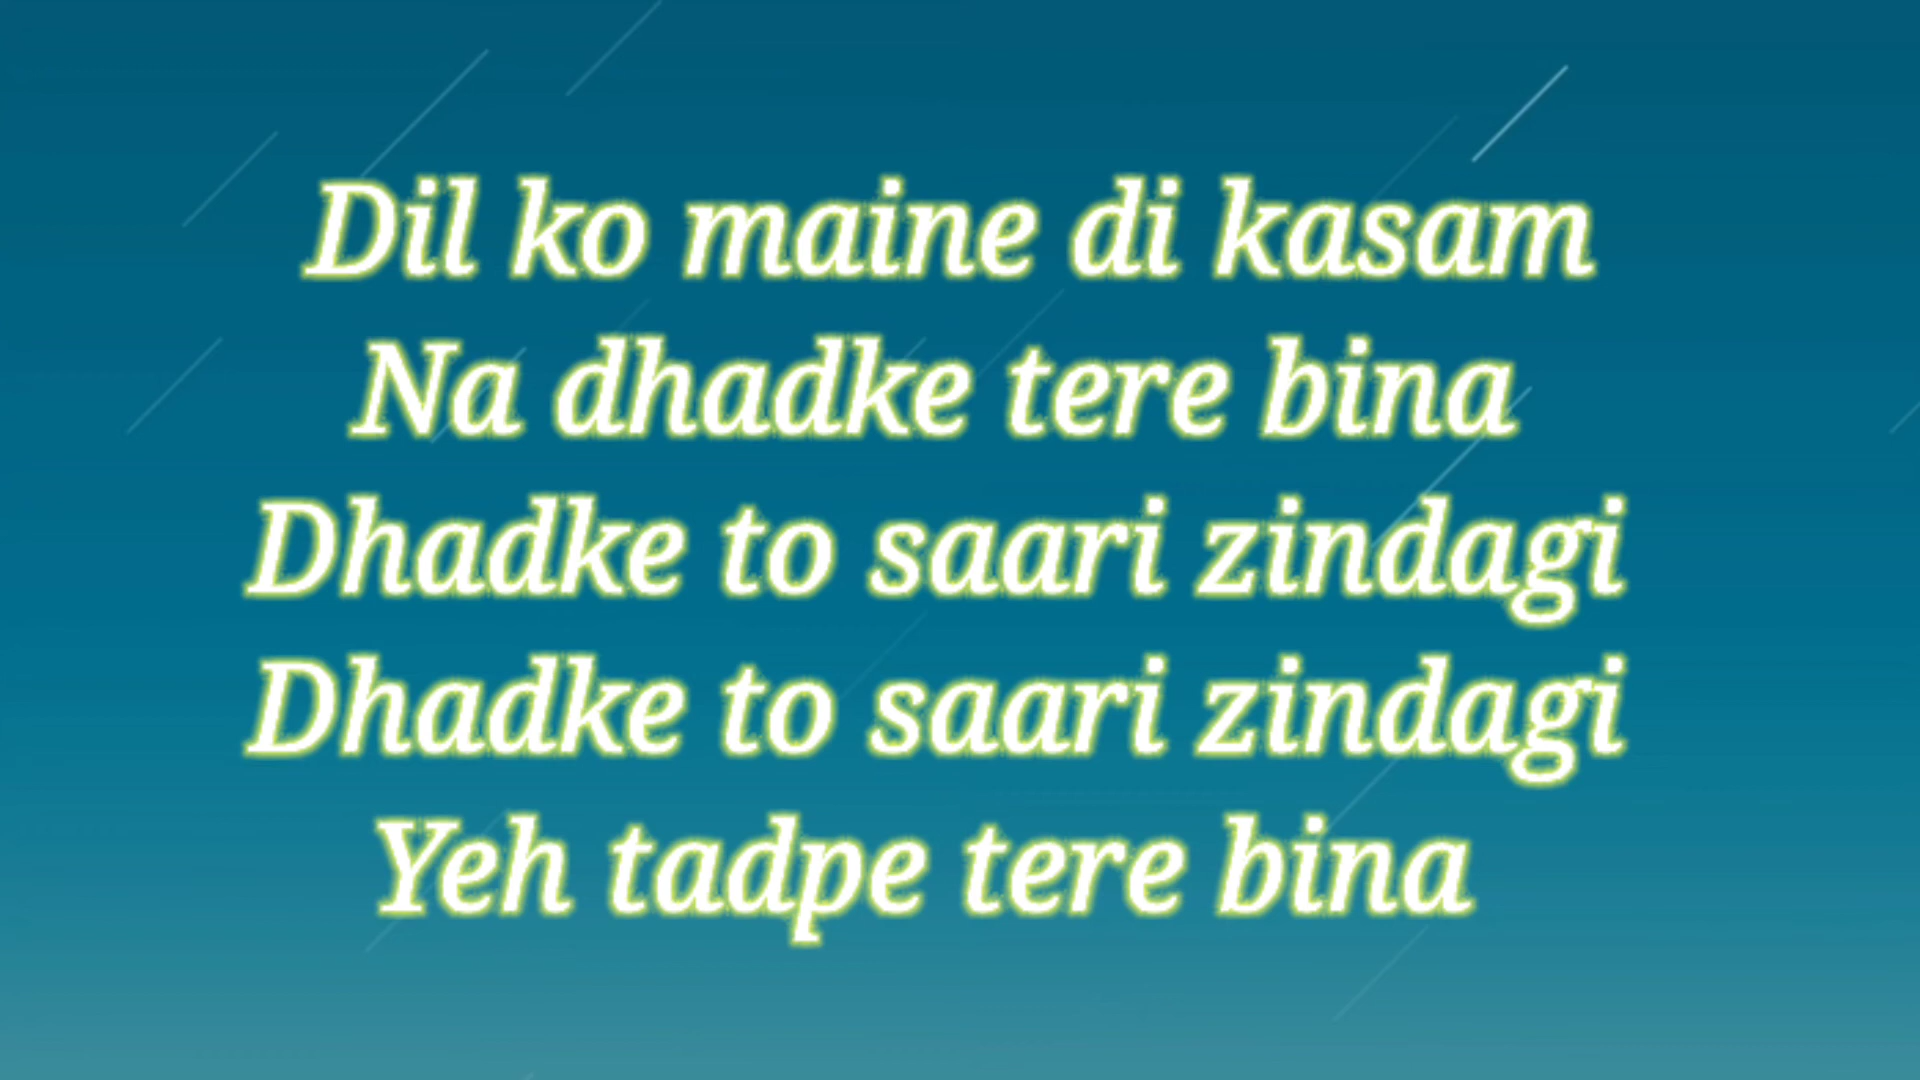 Dil ko maine di kasam
Na dhadke tere bina
Dhadke to saari zindagi
Dhadke to saari zindagi
Yeh tadpe tere bina